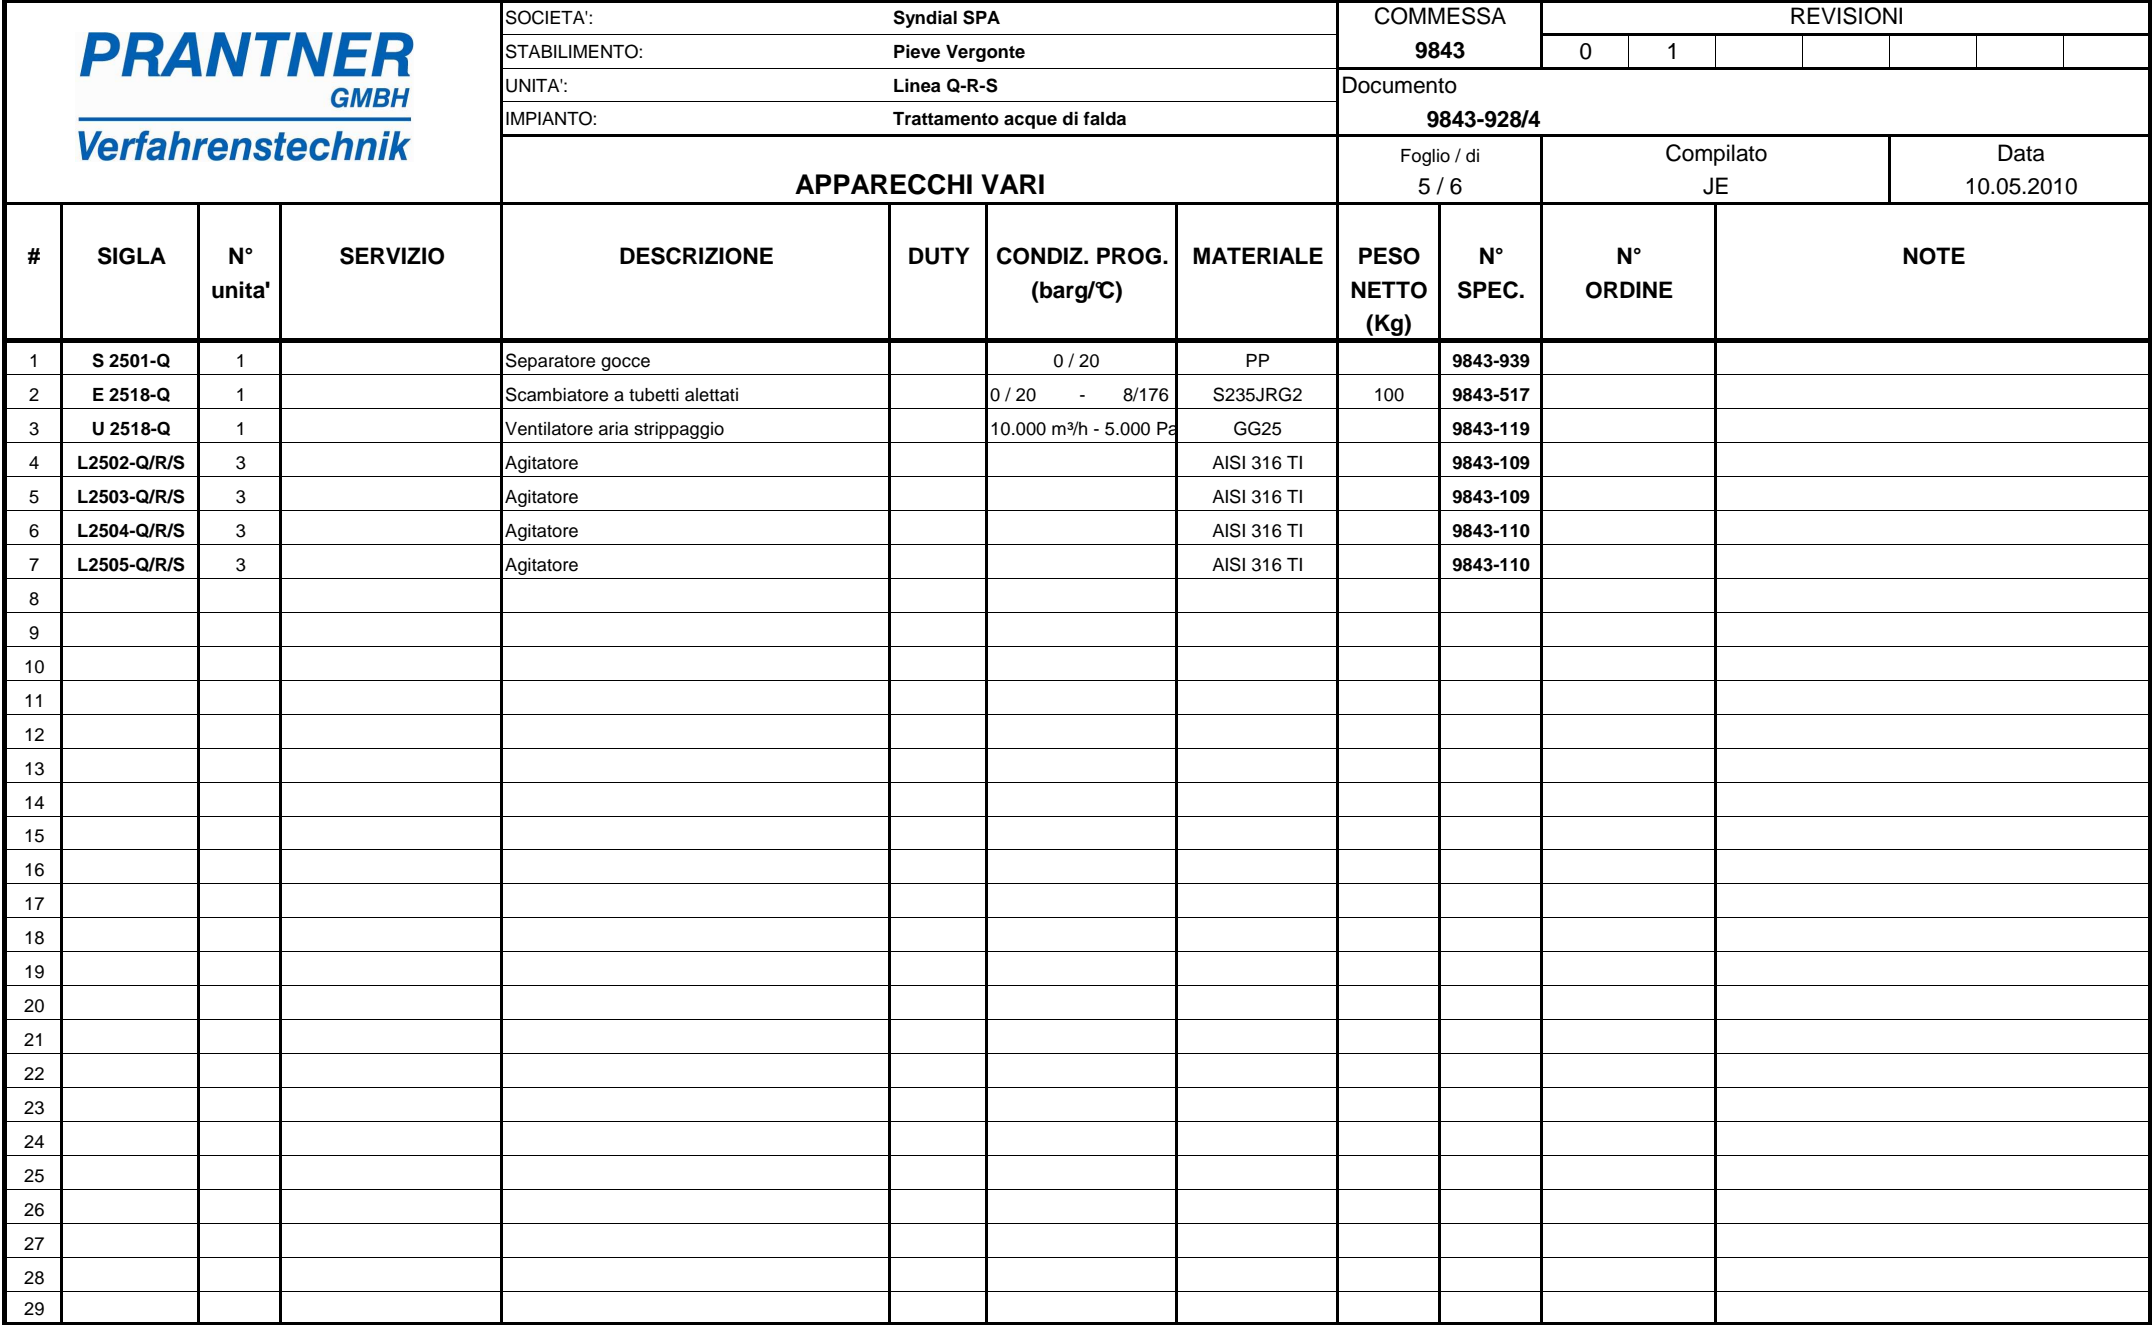 PRANTNER
GMBH
Verfahrenstechnik
SOCIETA': Syndial SPA
STABILIMENTO: Pieve Vergonte
UNITA': Linea Q-R-S
IMPIANTO: Trattamento acque di falda
APPARECCHI VARI
COMMESSA
9843
REVISIONI
0 1
Documento
9843-928/4
Foglio / di
5 / 6
Compilato
JE
Data
10.05.2010
# SIGLA N° unita' SERVIZIO DESCRIZIONE DUTY CONDIZ. PROG. (barg/°C) MATERIALE PESO NETTO (Kg) N° SPEC. N° ORDINE NOTE
1 S 2501-Q 1 Separatore gocce 0 / 20 PP 9843-939
2 E 2518-Q 1 Scambiatore a tubetti alettati 0 / 20 - 8/176 S235JRG2 100 9843-517
3 U 2518-Q 1 Ventilatore aria strippaggio 10.000 m³/h - 5.000 Pa GG25 9843-119
4 L2502-Q/R/S 3 Agitatore AISI 316 TI 9843-109
5 L2503-Q/R/S 3 Agitatore AISI 316 TI 9843-109
6 L2504-Q/R/S 3 Agitatore AISI 316 TI 9843-110
7 L2505-Q/R/S 3 Agitatore AISI 316 TI 9843-110
8
9
10
11
12
13
14
15
16
17
18
19
20
21
22
23
24
25
26
27
28
29